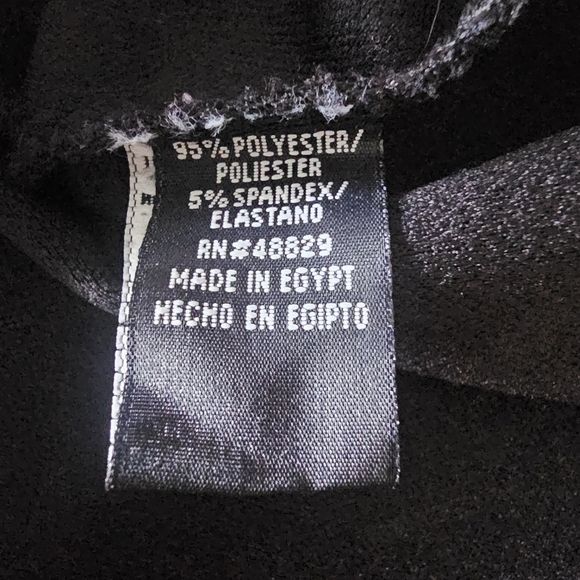 95% POLYESTER/
POLIESTER
5% SPANDEX/
ELASTANO
RN#48829
MADE IN EGYPT
HECHO EN EGIPTO